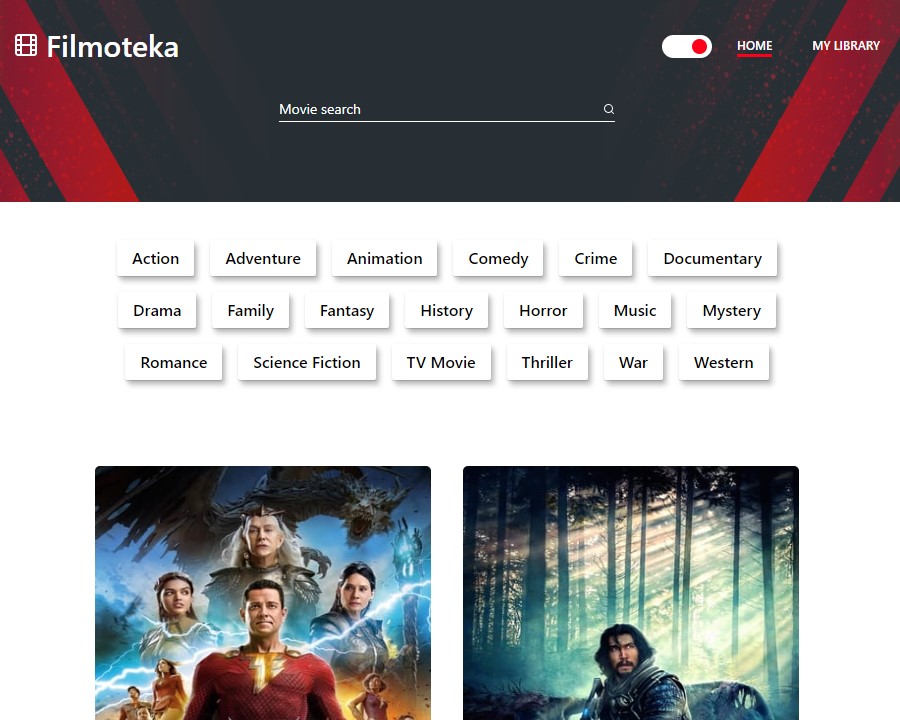 Filmoteka
HOME MY LIBRARY
Movie search
Action Adventure Animation Comedy Crime Documentary
Drama Family Fantasy History Horror Music Mystery
Romance Science Fiction TV Movie Thriller War Western